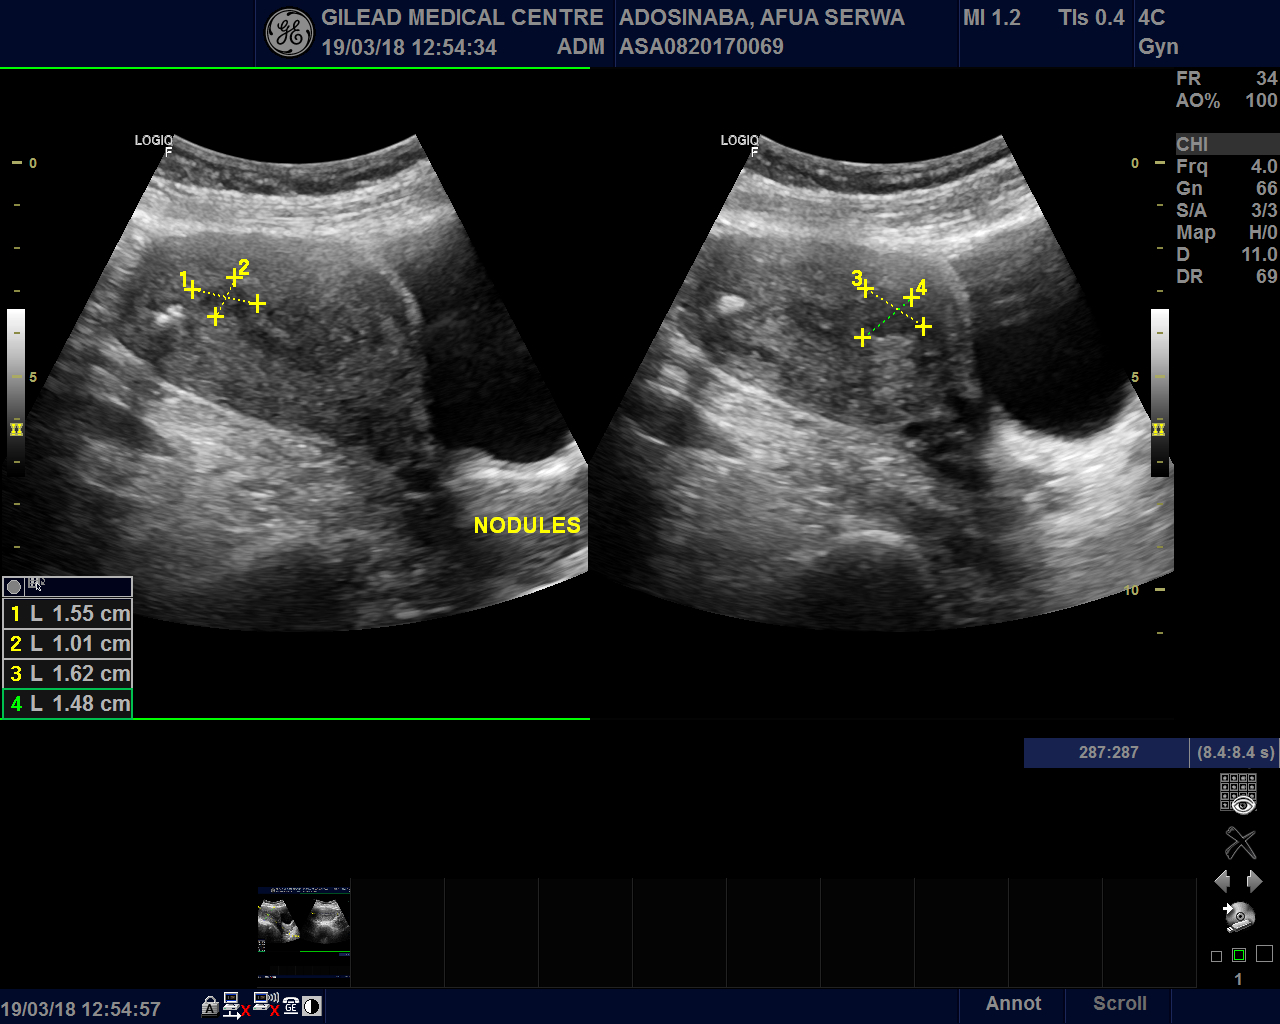 GILEAD MEDICAL CENTRE
19/03/18 12:54:34 ADM
ADOSINABA, AFUA SERWA
ASA0820170069
MI 1.2 TIs 0.4
4C
Gyn
FR 34
AO% 100
CHI
Frq 4.0
Gn 66
S/A 3/3
Map H/0
D 11.0
DR 69
LOGIQ
F
LOGIQ
F
0
5
0
5
10
1
2
3
4
NODULES
1 L 1.55 cm
2 L 1.01 cm
3 L 1.62 cm
4 L 1.48 cm
287:287 (8.4:8.4 s)
1
19/03/18 12:54:57
Annot
Scroll